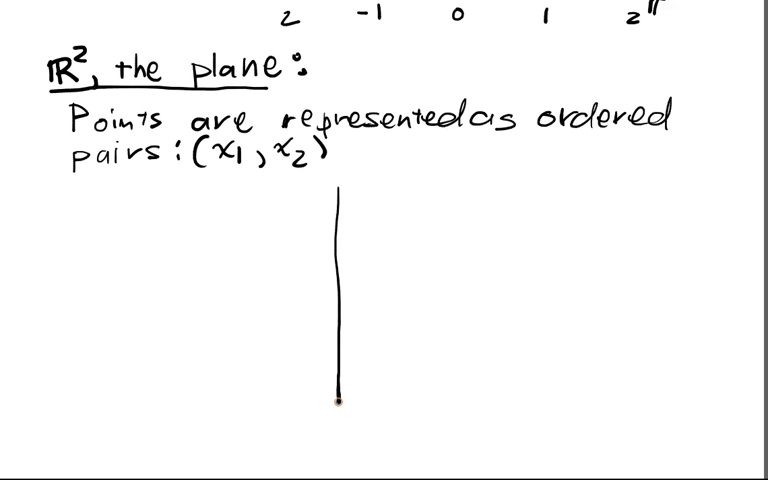 2 -1 0 1 2
ℝ², the plane:
Points are represented as ordered
pairs: (x₁, x₂)